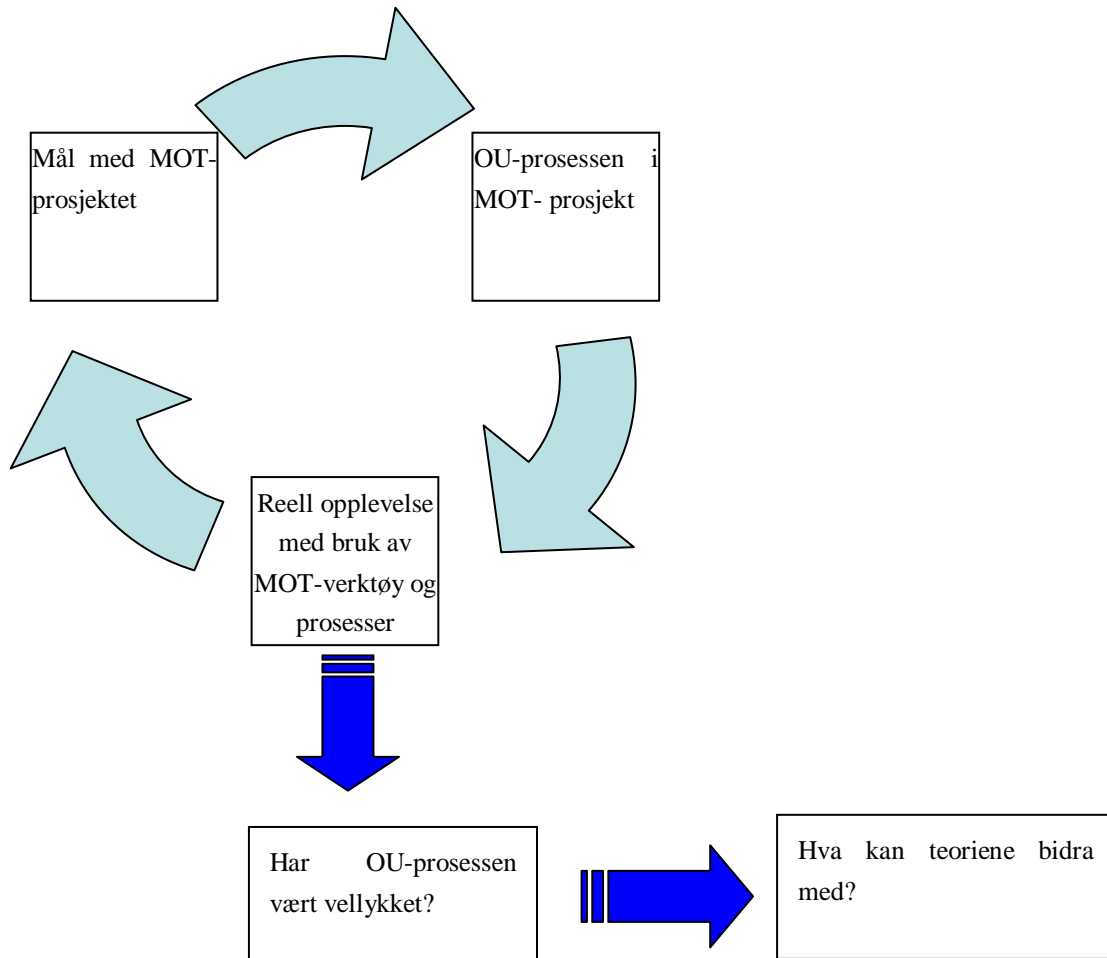 Mål med MOT-
prosjektet
OU-prosessen i
MOT- prosjekt
Reell opplevelse
med bruk av
MOT-verktøy og
prosesser
Har OU-prosessen
vært vellykket?
Hva kan teoriene bidra
med?